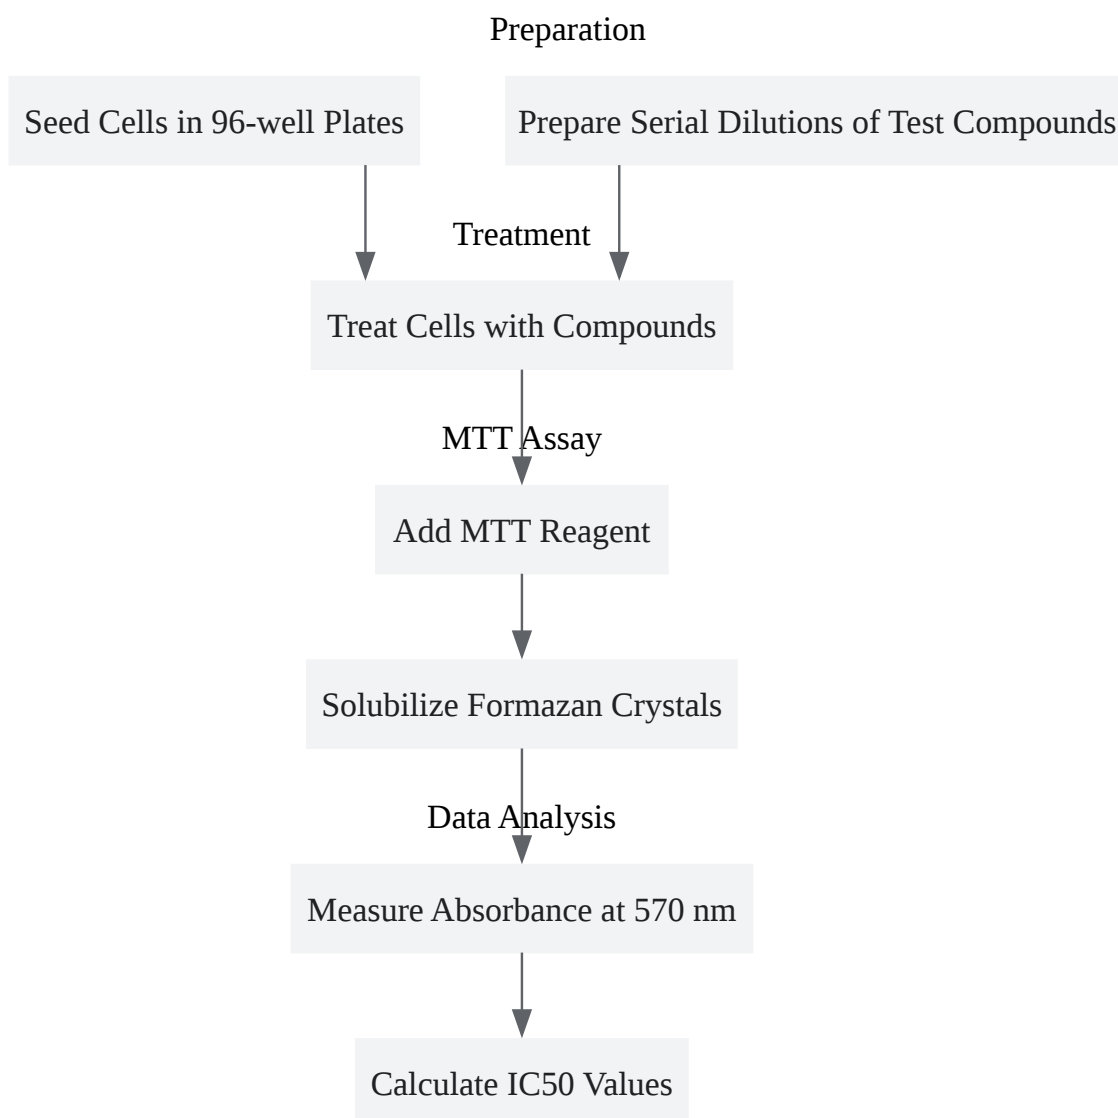 Preparation
Seed Cells in 96-well Plates
Prepare Serial Dilutions of Test Compounds
Treatment
Treat Cells with Compounds
MTT Assay
Add MTT Reagent
Solubilize Formazan Crystals
Data Analysis
Measure Absorbance at 570 nm
Calculate IC50 Values